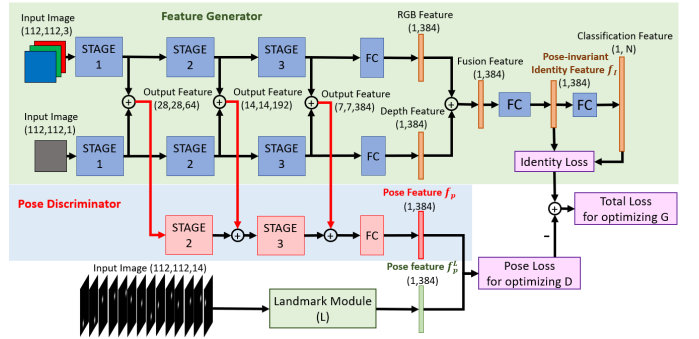 Feature Generator
Input Image
(112,112,3)
STAGE
1
STAGE
2
STAGE
3
FC
RGB Feature
(1,384)
Classification Feature
(1, N)
Pose-invariant
Identity Feature f_I
(1,384)
Fusion Feature
(1,384)
Output Feature
(28,28,64)
Output Feature
(14,14,192)
Output Feature
(7,7,384)
Depth Feature
(1,384)
FC
FC
Input Image
(112,112,1)
STAGE
1
STAGE
2
STAGE
3
FC
Identity Loss
Pose Discriminator
Pose Feature f_p
(1,384)
STAGE
2
STAGE
3
FC
Total Loss
for optimizing G
-
Input Image (112,112,14)
Pose feature f_p^L
(1,384)
Landmark Module
(L)
Pose Loss
for optimizing D